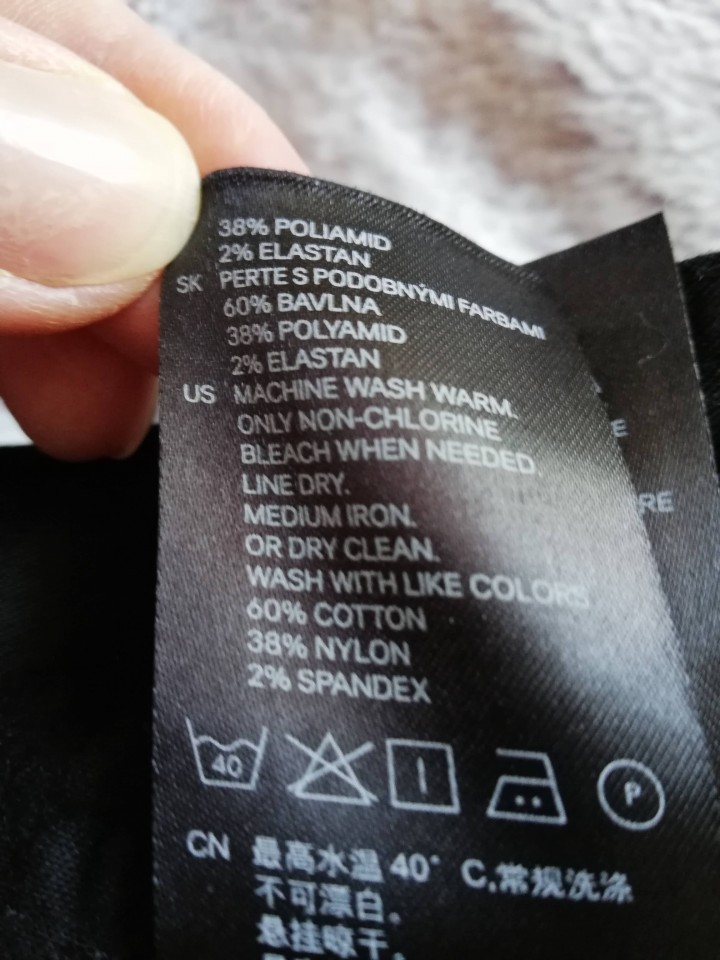 38% POLIAMID
2% ELASTAN
SK PERTE S PODOBNÝMI FARBAMI
60% BAVLNA
38% POLYAMID
2% ELASTAN
US MACHINE WASH WARM.
ONLY NON-CHLORINE
BLEACH WHEN NEEDED.
LINE DRY.
MEDIUM IRON.
OR DRY CLEAN.
WASH WITH LIKE COLORS
60% COTTON
38% NYLON
2% SPANDEX
40 P
CN 最高水温 40° C,常规洗涤
不可漂白。
悬挂晾干。
E
RE